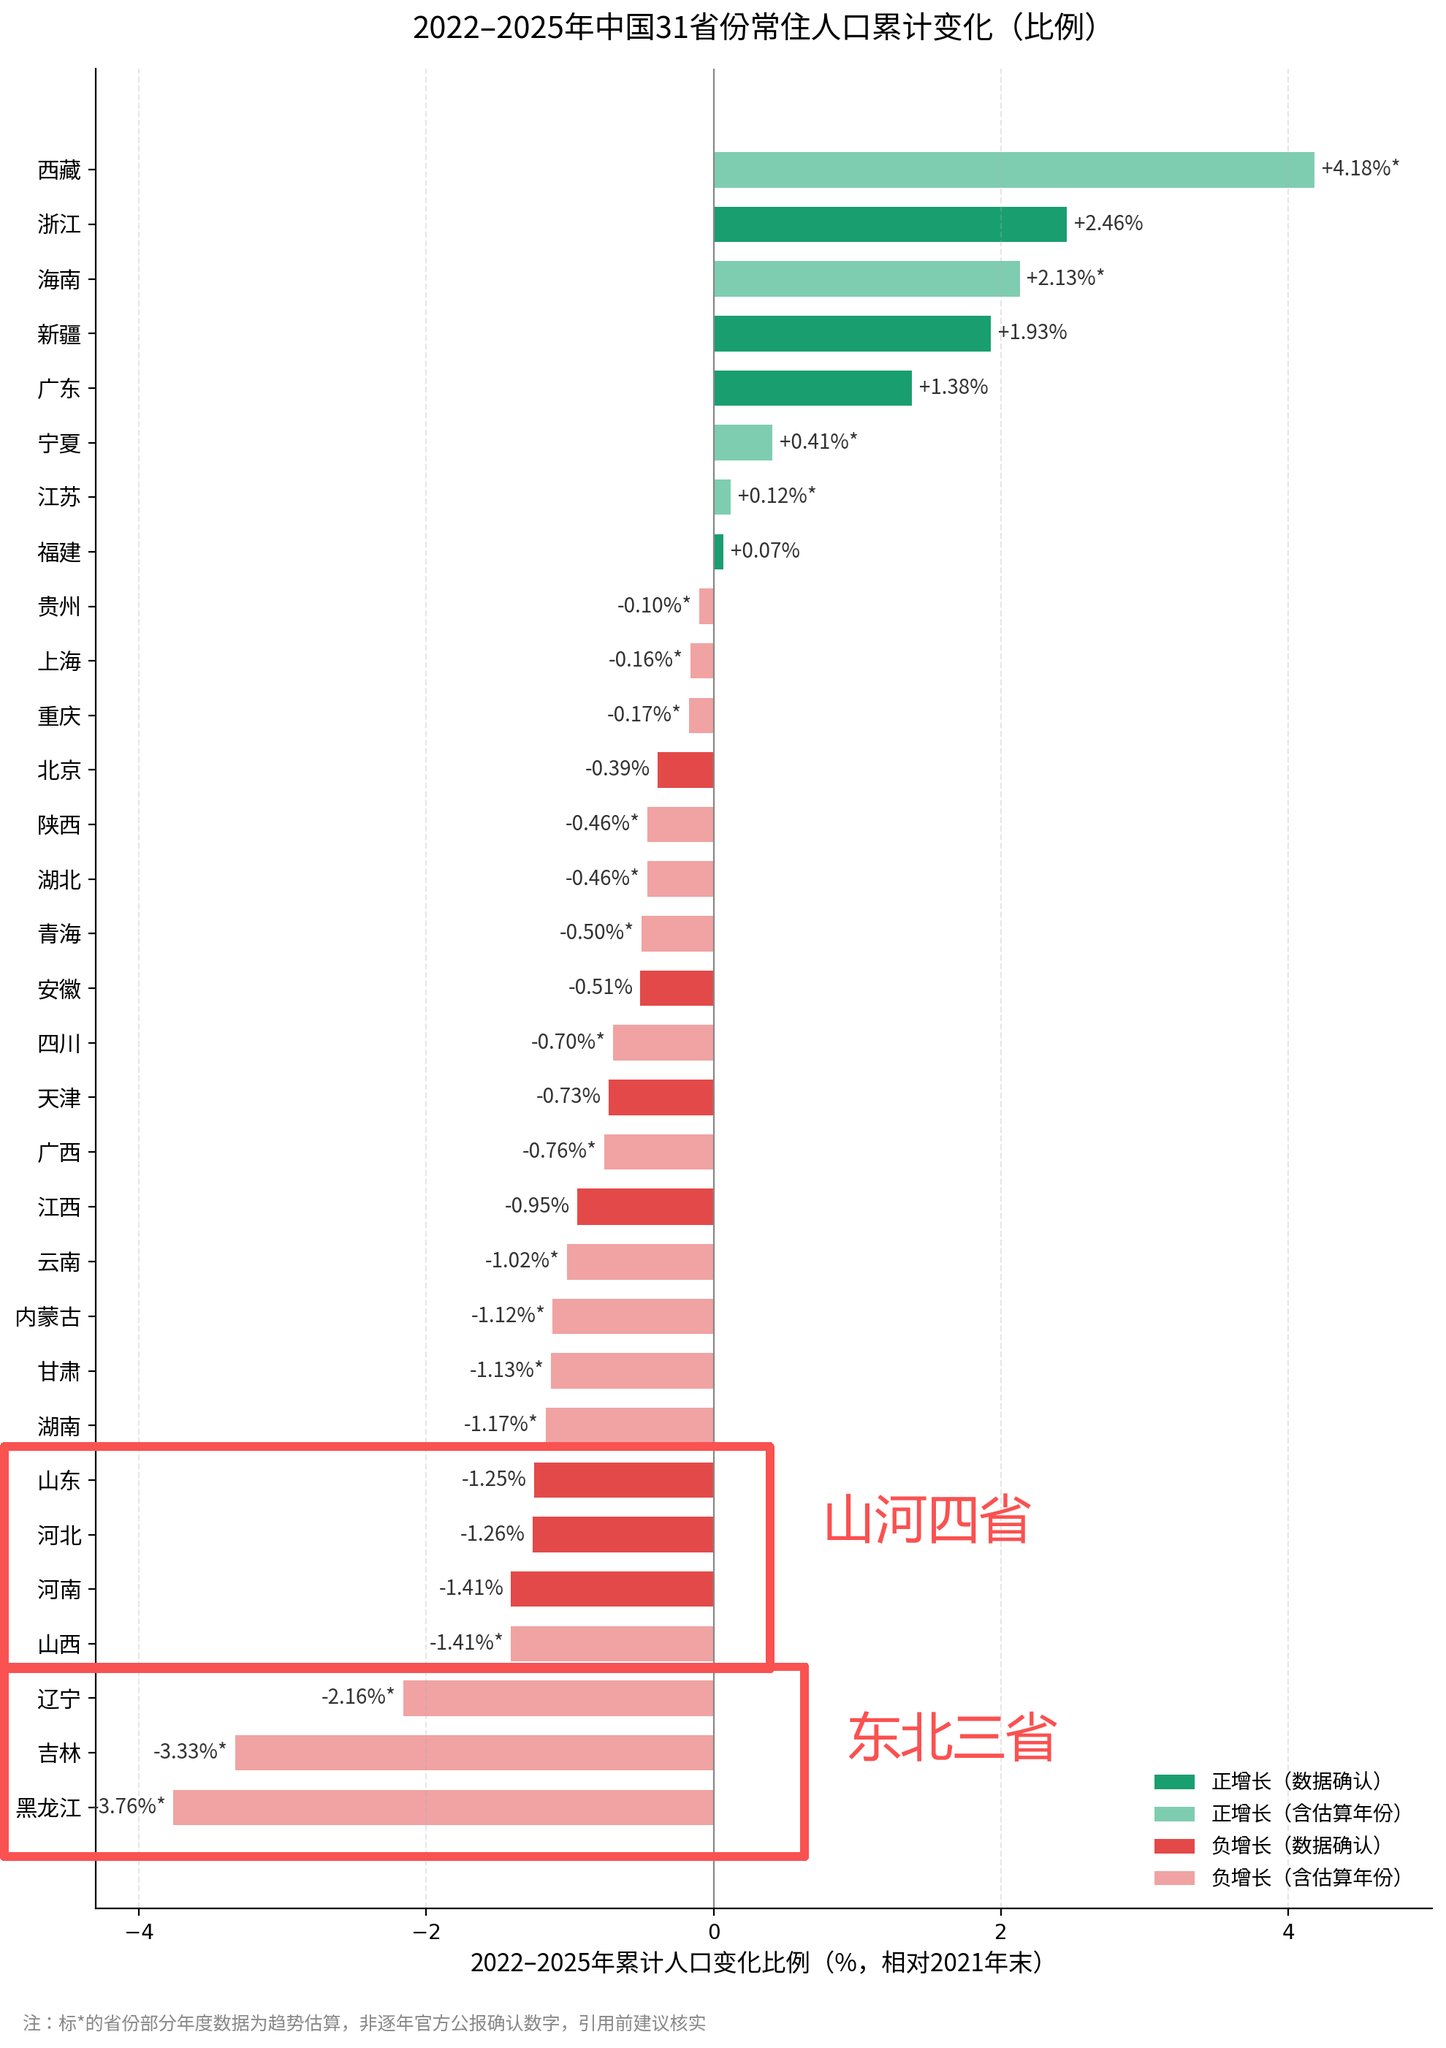 2022–2025年中国31省份常住人口累计变化（比例）
西藏 +4.18%*
浙江 +2.46%
海南 +2.13%*
新疆 +1.93%
广东 +1.38%
宁夏 +0.41%*
江苏 +0.12%*
福建 +0.07%
贵州 -0.10%*
上海 -0.16%*
重庆 -0.17%*
北京 -0.39%
陕西 -0.46%*
湖北 -0.46%*
青海 -0.50%*
安徽 -0.51%
四川 -0.70%*
天津 -0.73%
广西 -0.76%*
江西 -0.95%
云南 -1.02%*
内蒙古 -1.12%*
甘肃 -1.13%*
湖南 -1.17%*
山东 -1.25%
河北 -1.26%
山河四省
河南 -1.41%
山西 -1.41%*
辽宁 -2.16%*
吉林 -3.33%*
东北三省
黑龙江 -3.76%*
正增长（数据确认）
正增长（含估算年份）
负增长（数据确认）
负增长（含估算年份）
−4 −2 0 2 4
2022–2025年累计人口变化比例（%，相对2021年末）
注：标*的省份部分年度数据为趋势估算，非逐年官方公报确认数字，引用前建议核实